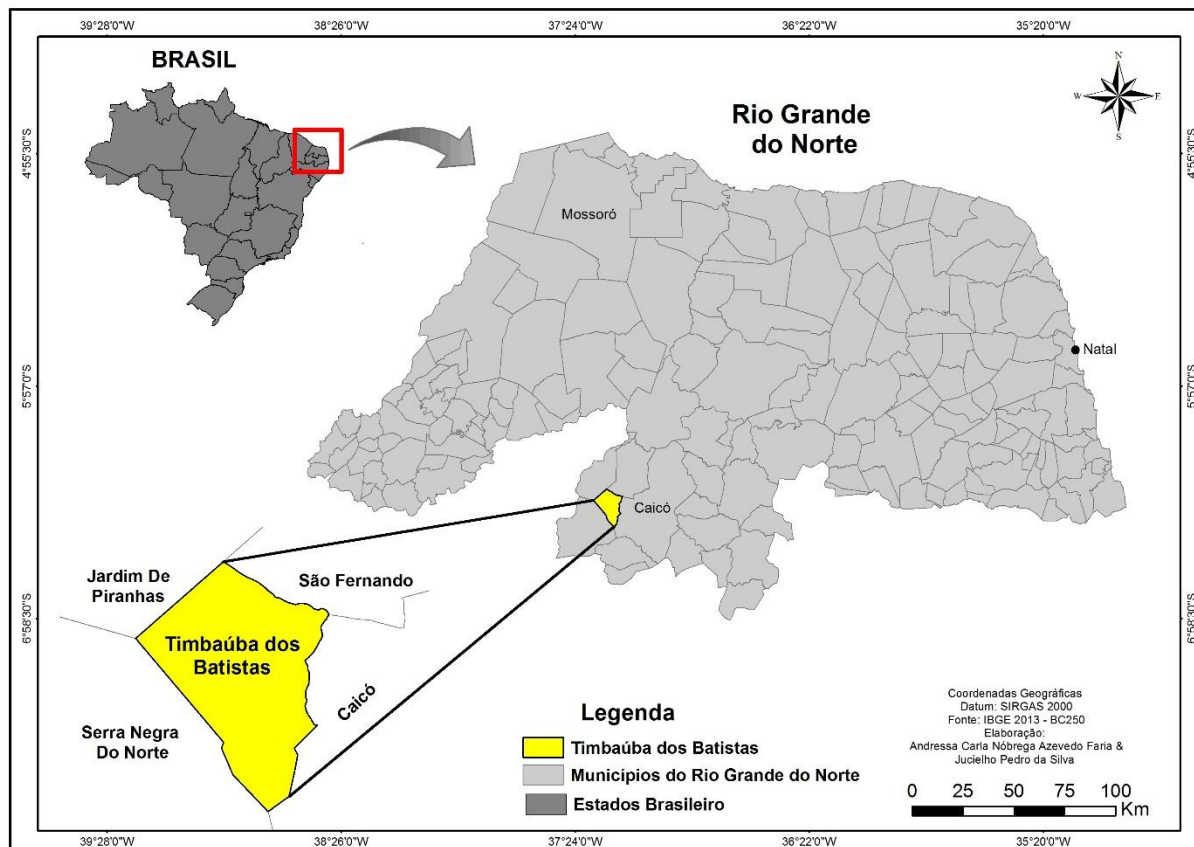 39°28'0"W
38°26'0"W
37°24'0"W
36°22'0"W
35°20'0"W
BRASIL
N
W
E
S
Rio Grande
do Norte
4°55'30"S
4°55'30"S
Mossoró
Natal
5°57'0"S
5°57'0"S
Caicó
Jardim De
Piranhas
São Fernando
6°58'30"S
6°58'30"S
Timbaúba dos
Batistas
Caicó
Serra Negra
Do Norte
Legenda
Timbaúba dos Batistas
Municípios do Rio Grande do Norte
Estados Brasileiro
Coordenadas Geográficas
Datum: SIRGAS 2000
Fonte: IBGE 2013 - BC250
Elaboração:
Andressa Carla Nóbrega Azevedo Faria &
Jucielho Pedro da Silva
0 25 50 75 100
Km
39°28'0"W
38°26'0"W
37°24'0"W
36°22'0"W
35°20'0"W